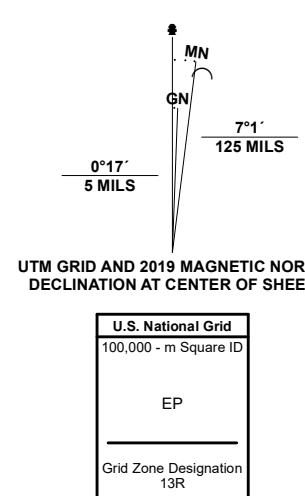 MN
GN
7°1´
125 MILS
0°17´
5 MILS
UTM GRID AND 2019 MAGNETIC NOR
DECLINATION AT CENTER OF SHEE
U.S. National Grid
100,000 - m Square ID
EP
Grid Zone Designation
13R